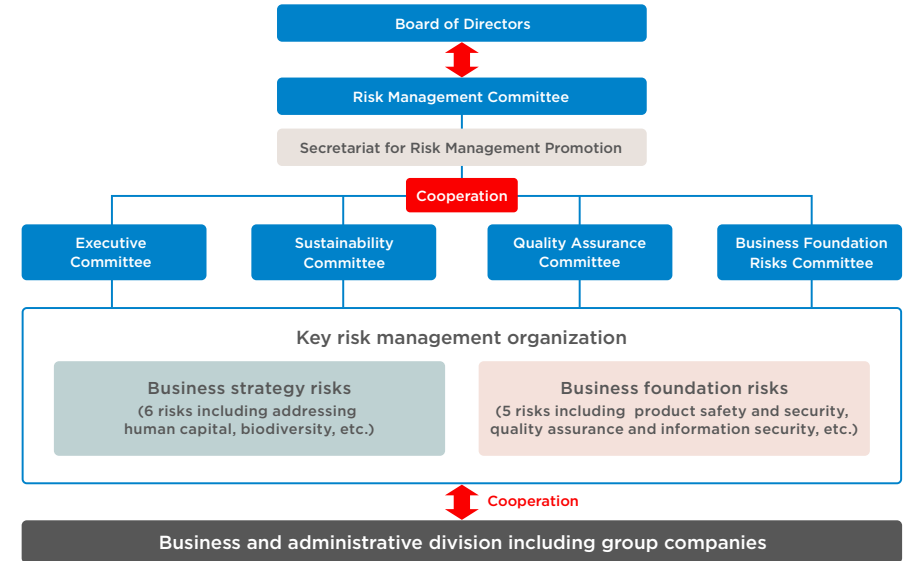 Board of Directors
Risk Management Committee
Secretariat for Risk Management Promotion
Cooperation
Executive
Committee
Sustainability
Committee
Quality Assurance
Committee
Business Foundation
Risks Committee
Key risk management organization
Business strategy risks
(6 risks including addressing
human capital, biodiversity, etc.)
Business foundation risks
(5 risks including product safety and security,
quality assurance and information security, etc.)
Cooperation
Business and administrative division including group companies